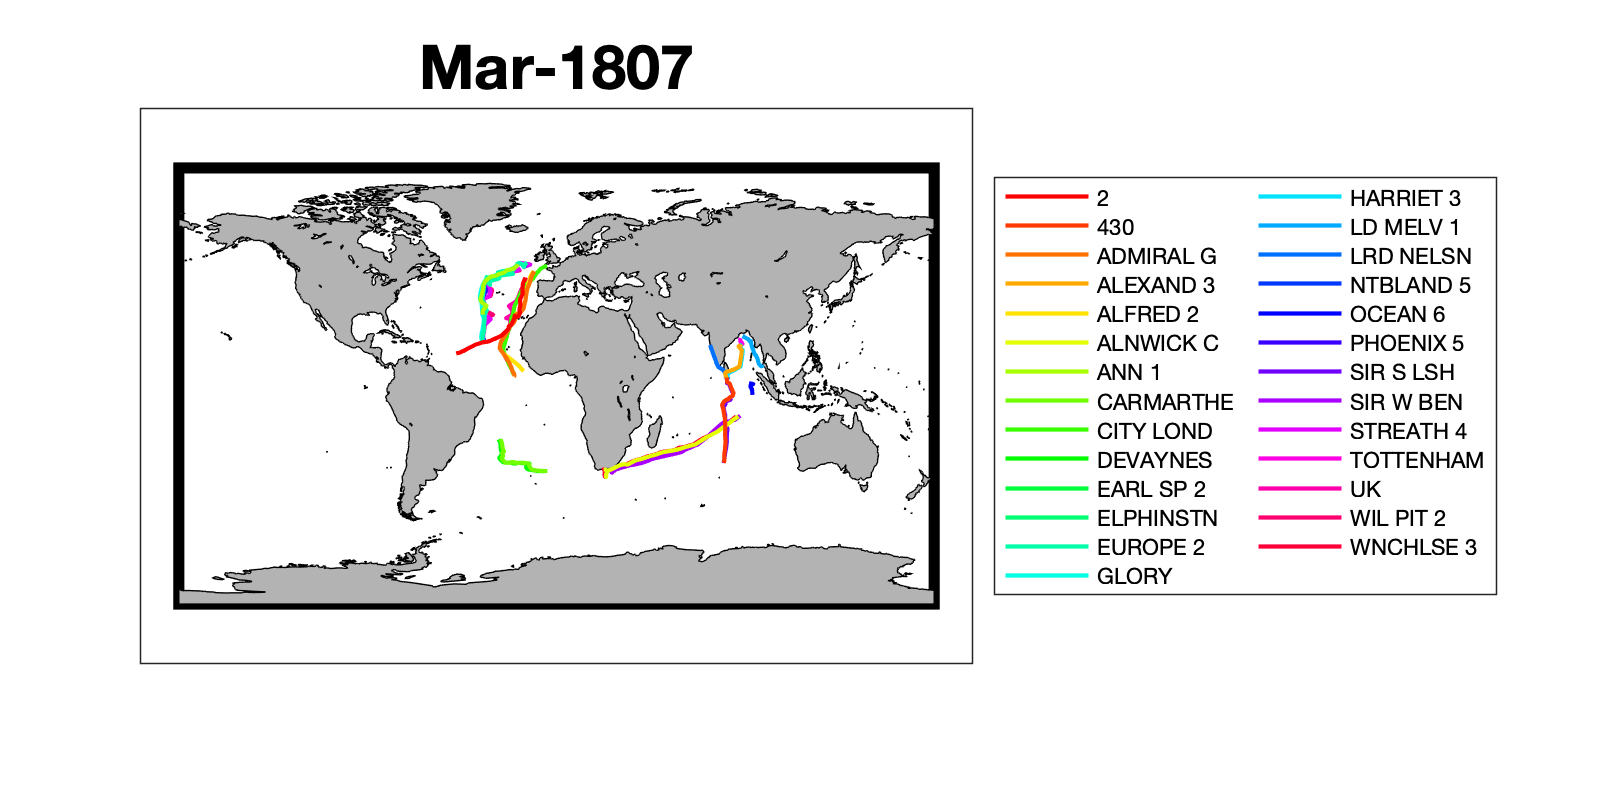 Mar-1807
2
430
ADMIRAL G
ALEXAND 3
ALFRED 2
ALNWICK C
ANN 1
CARMARTHE
CITY LOND
DEVAYNES
EARL SP 2
ELPHINSTN
EUROPE 2
GLORY
HARRIET 3
LD MELV 1
LRD NELSN
NTBLAND 5
OCEAN 6
PHOENIX 5
SIR S LSH
SIR W BEN
STREATH 4
TOTTENHAM
UK
WIL PIT 2
WNCHLSE 3